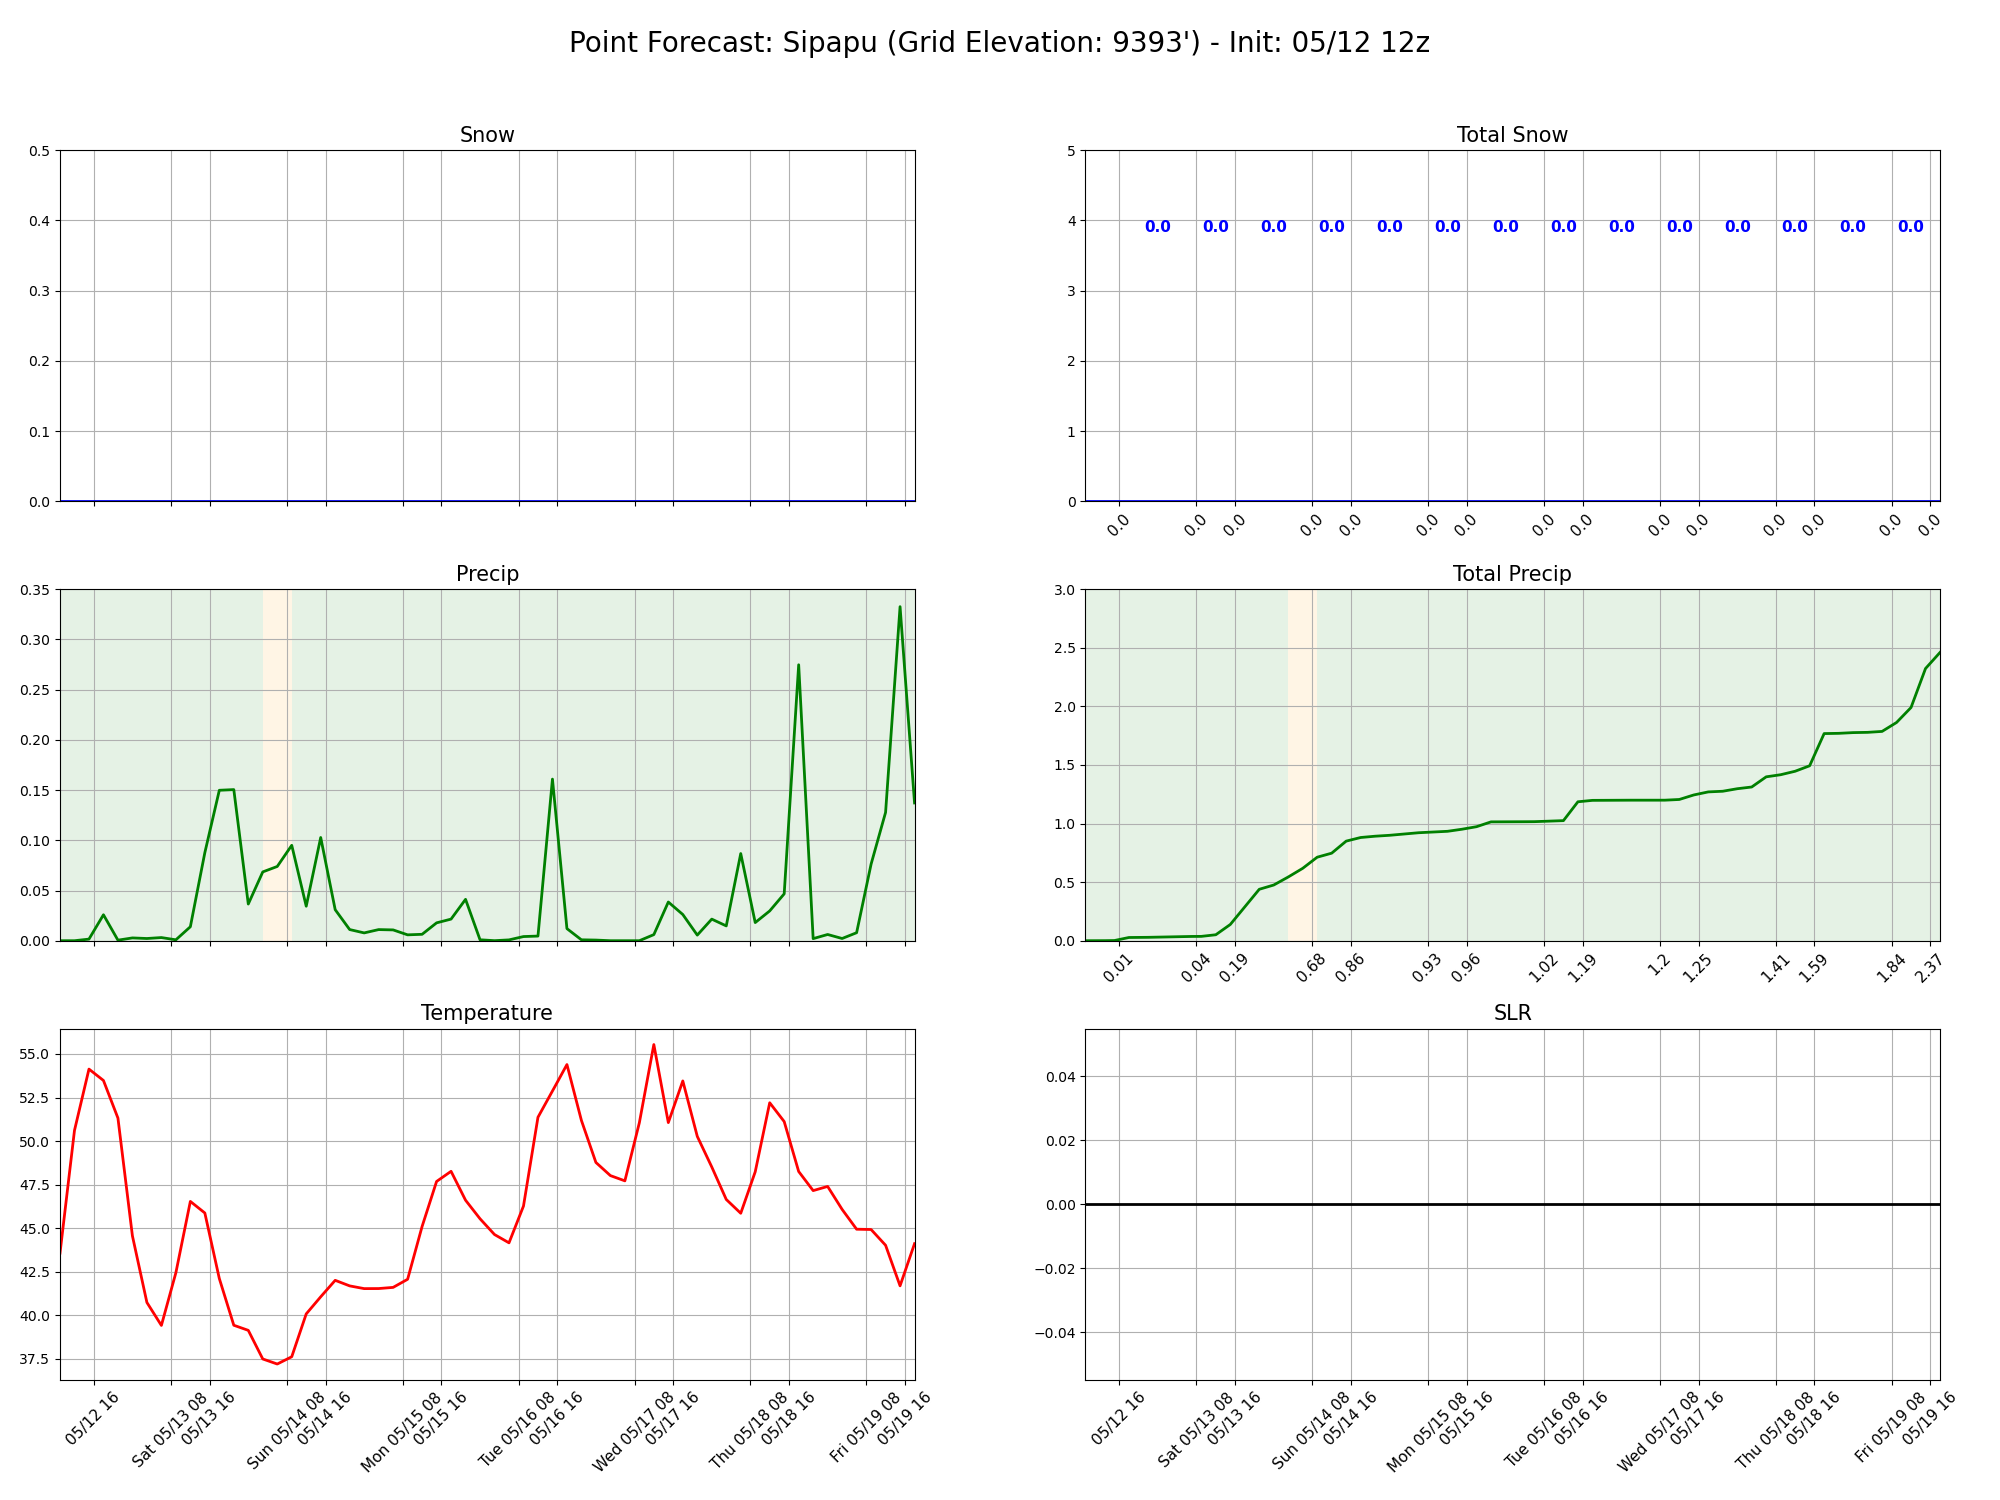 Point Forecast: Sipapu (Grid Elevation: 9393') - Init: 05/12 12z
Snow
0.5
0.4
0.3
0.2
0.1
0.0
Total Snow
5
4
3
2
1
0
0.0 0.0 0.0 0.0 0.0 0.0 0.0 0.0 0.0 0.0 0.0 0.0 0.0 0.0
0.0 0.0 0.0 0.0 0.0 0.0 0.0 0.0 0.0 0.0 0.0 0.0 0.0 0.0 0.0
Precip
0.35
0.30
0.25
0.20
0.15
0.10
0.05
0.00
Total Precip
3.0
2.5
2.0
1.5
1.0
0.5
0.0
0.01 0.04 0.19 0.68 0.86 0.93 0.96 1.02 1.19 1.2 1.25 1.41 1.59 1.84 2.37
Temperature
55.0
52.5
50.0
47.5
45.0
42.5
40.0
37.5
05/12 16
Sat 05/13 08
05/13 16
Sun 05/14 08
05/14 16
Mon 05/15 08
05/15 16
Tue 05/16 08
05/16 16
Wed 05/17 08
05/17 16
Thu 05/18 08
05/18 16
Fri 05/19 08
05/19 16
SLR
0.04
0.02
0.00
−0.02
−0.04
05/12 16
Sat 05/13 08
05/13 16
Sun 05/14 08
05/14 16
Mon 05/15 08
05/15 16
Tue 05/16 08
05/16 16
Wed 05/17 08
05/17 16
Thu 05/18 08
05/18 16
Fri 05/19 08
05/19 16